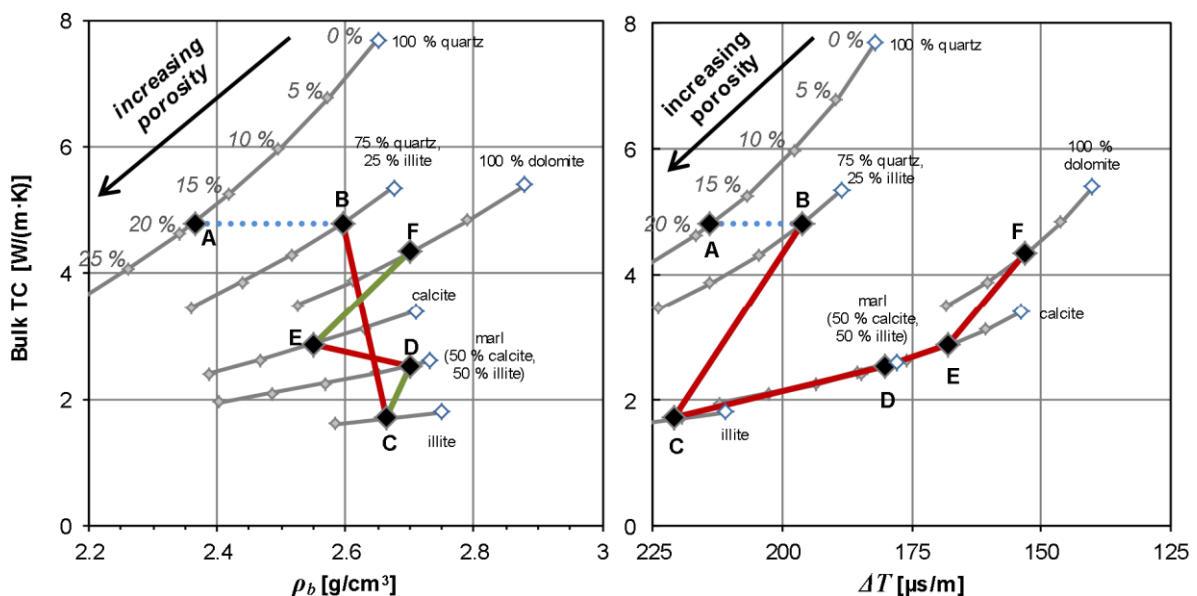 8
6
4
2
0
Bulk TC [W/(m·K)]
increasing
porosity
0 %
100 % quartz
5 %
10 %
15 %
20 %
25 %
75 % quartz,
25 % illite
100 % dolomite
A
B
F
calcite
E
marl
(50 % calcite,
50 % illite)
D
C
illite
2.2
2.4
2.6
2.8
3
ρb [g/cm³]
8
6
4
2
0
increasing
porosity
0 %
100 % quartz
5 %
10 %
15 %
20 %
75 % quartz,
25 % illite
100 %
dolomite
A
B
F
marl
(50 % calcite,
50 % illite)
calcite
E
D
C
illite
225
200
175
150
125
ΔT [µs/m]